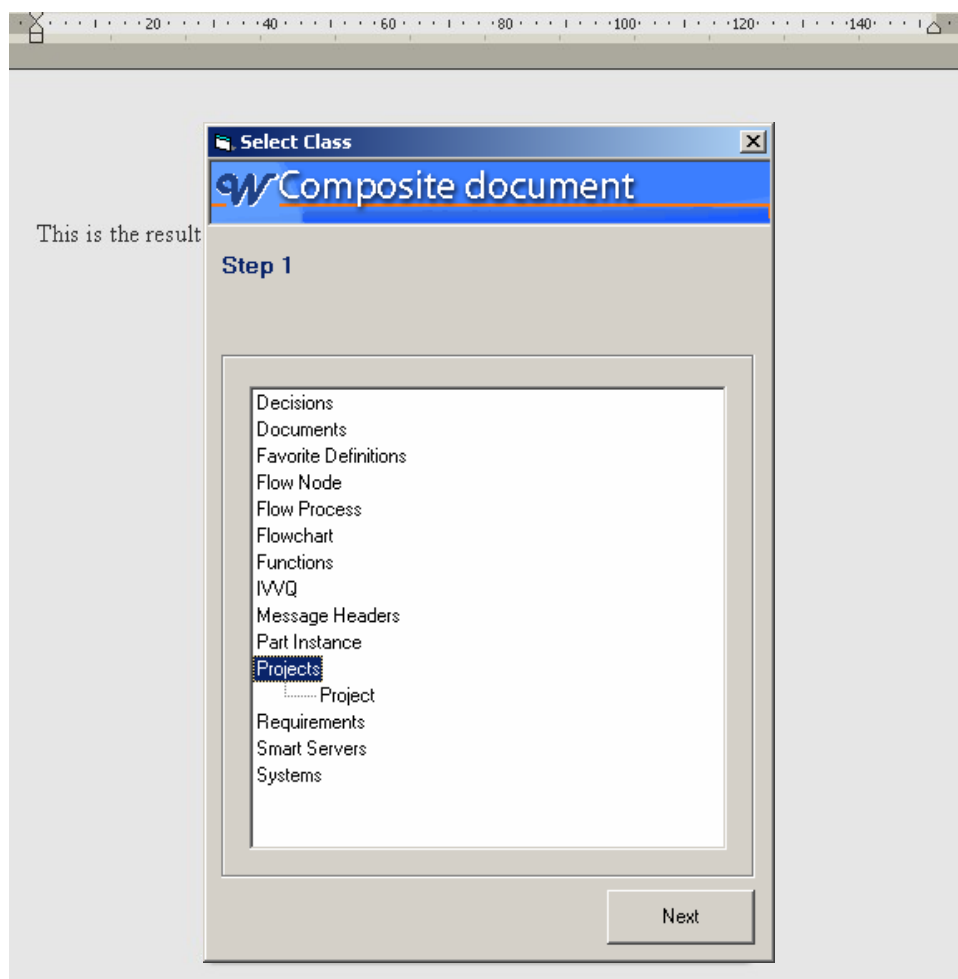 20 40 60 80 100 120 140
Select Class
W Composite document
This is the result
Step 1
Decisions
Documents
Favorite Definitions
Flow Node
Flow Process
Flowchart
Functions
IVVQ
Message Headers
Part Instance
Projects
Project
Requirements
Smart Servers
Systems
Next